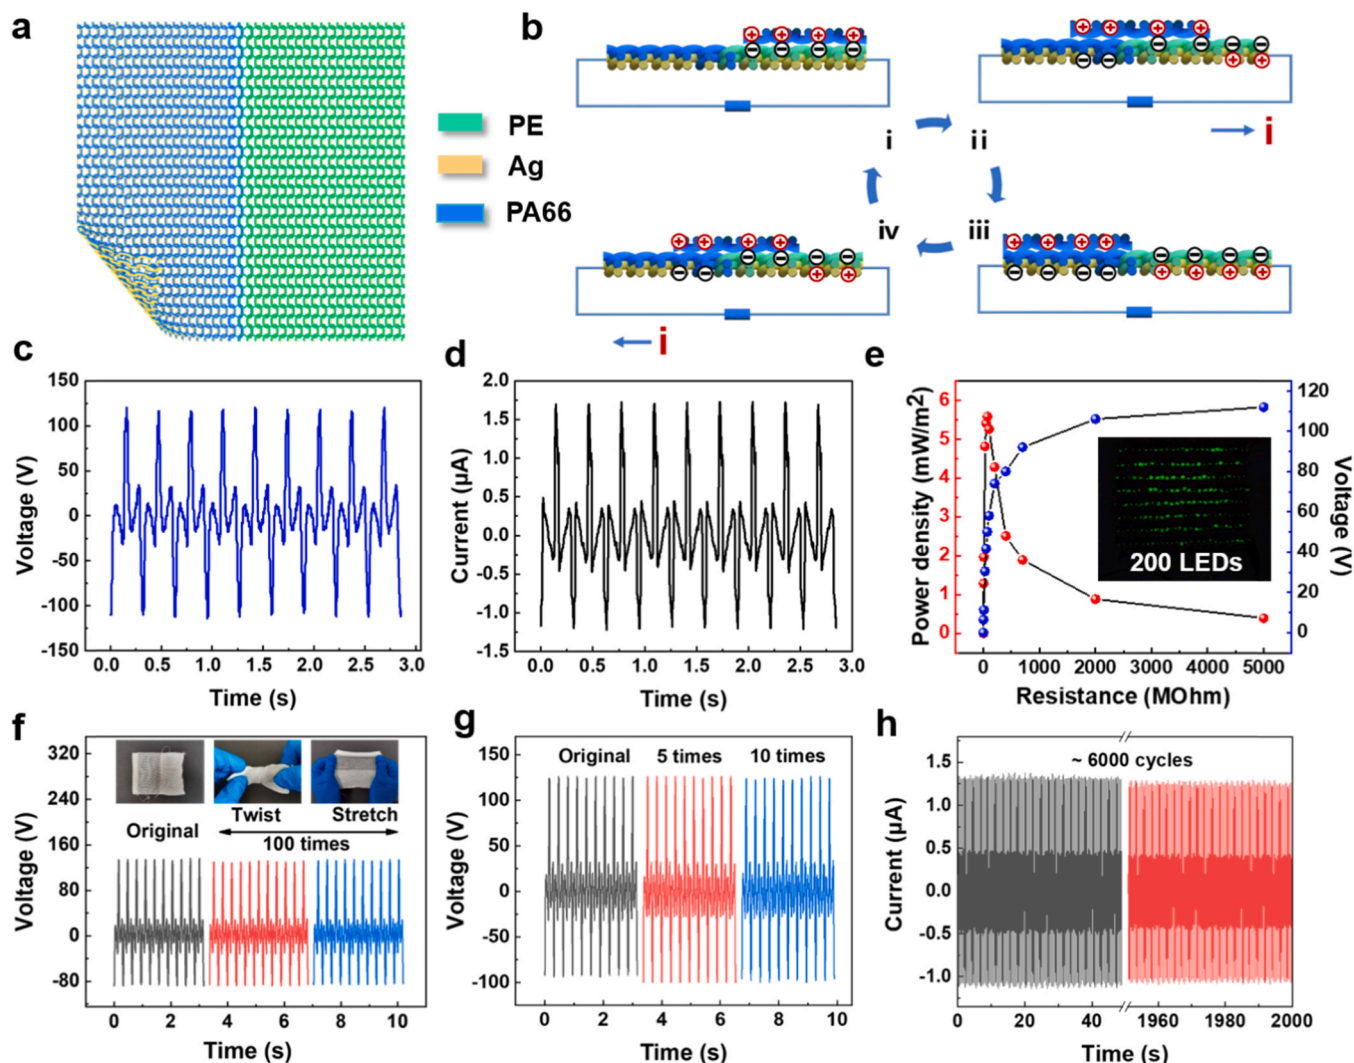 a
PE
Ag
PA66
b
i
ii
i
iv
iii
i
c
150
100
50
0
-50
-100
-150
Voltage (V)
0.0 0.5 1.0 1.5 2.0 2.5 3.0
Time (s)
d
2.0
1.5
1.0
0.5
0.0
-0.5
-1.0
-1.5
Current (µA)
0.0 0.5 1.0 1.5 2.0 2.5 3.0
Time (s)
e
6
5
4
3
2
1
0
Power density (mW/m2)
120
100
80
60
40
20
0
Voltage (V)
200 LEDs
0 1000 2000 3000 4000 5000
Resistance (MOhm)
f
320
240
160
80
0
-80
Voltage (V)
Twist Stretch
Original
100 times
0 2 4 6 8 10
Time (s)
g
150
100
50
0
-50
-100
Voltage (V)
Original 5 times 10 times
0 2 4 6 8 10
Time (s)
h
1.5
1.0
0.5
0.0
-0.5
-1.0
Current (µA)
~ 6000 cycles
0 20 40 1960 1980 2000
Time (s)